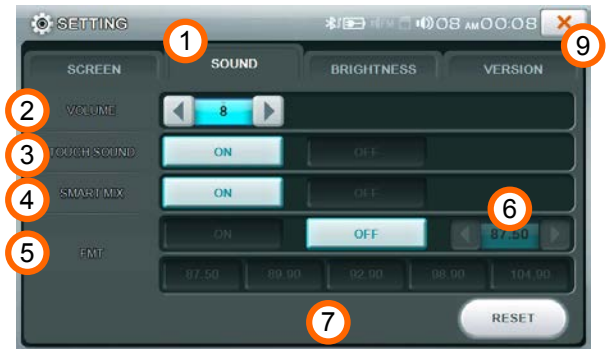 SETTING 08 AM 00:08
1
9
SCREEN SOUND BRIGHTNESS VERSION
2 VOLUME 8
3 TOUCH SOUND ON OFF
4 SMART MIX ON OFF
6
5 FMT ON OFF 87.50
87.50 89.90 92.90 98.90 104.90
7 RESET